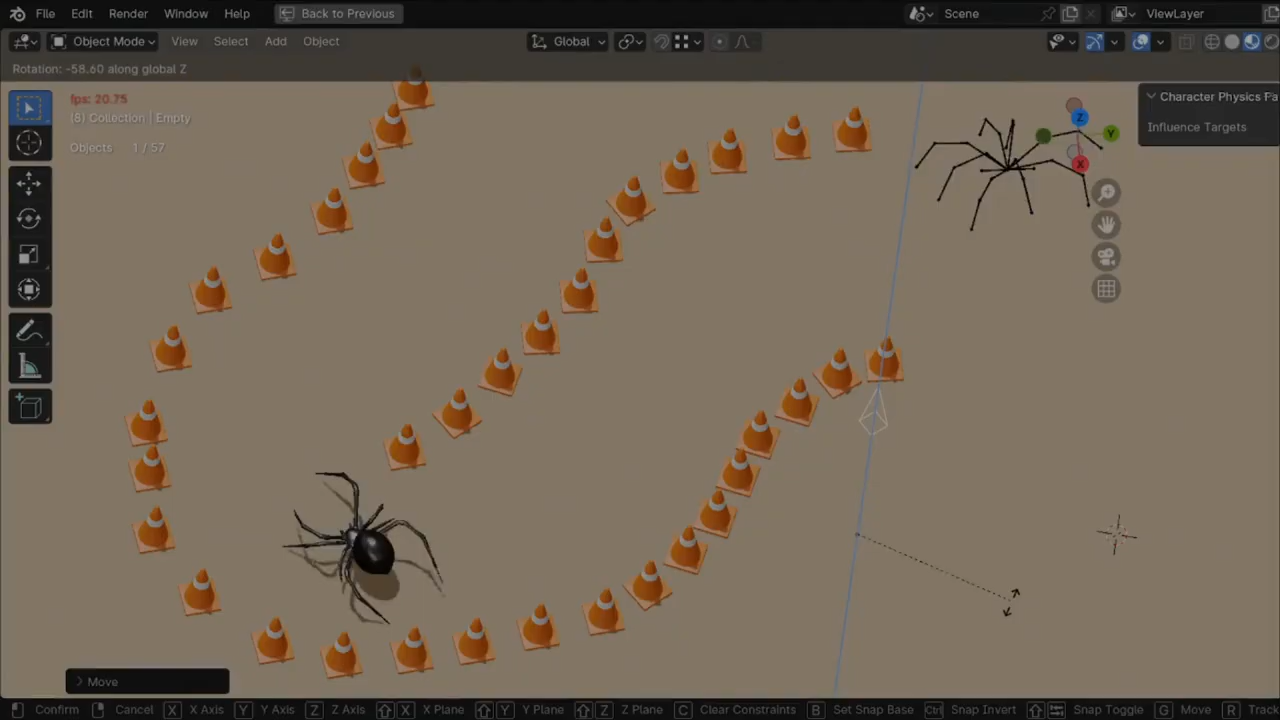 File Edit Render Window Help Back to Previous Scene ViewLayer
Object Mode View Select Add Object Global
Rotation: -58.60 along global Z
fps: 20.75
(8) Collection | Empty
Objects 1 / 57
Character Physics Pa
Influence Targets
Z
Y
X
Move
Confirm Cancel X X Axis Y Y Axis Z Z Axis X X Plane Y Y Plane Z Z Plane C Clear Constraints B Set Snap Base Ctrl Snap Invert Snap Toggle G Move R Track